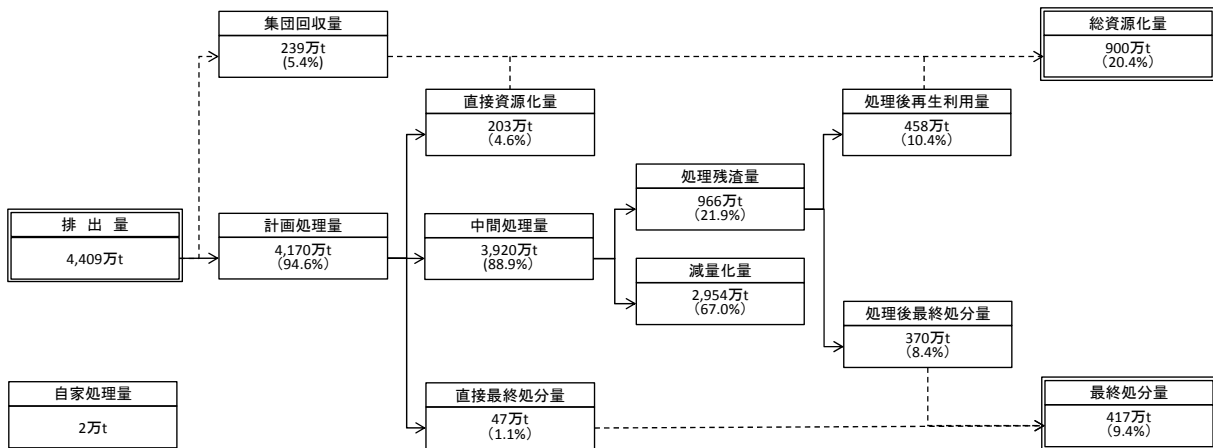 集団回収量
239万t
(5.4%)
総資源化量
900万t
(20.4%)
直接資源化量
203万t
(4.6%)
処理後再生利用量
458万t
(10.4%)
処理残渣量
966万t
(21.9%)
排 出 量
4,409万t
計画処理量
4,170万t
(94.6%)
中間処理量
3,920万t
(88.9%)
減量化量
2,954万t
(67.0%)
処理後最終処分量
370万t
(8.4%)
自家処理量
2万t
直接最終処分量
47万t
(1.1%)
最終処分量
417万t
(9.4%)